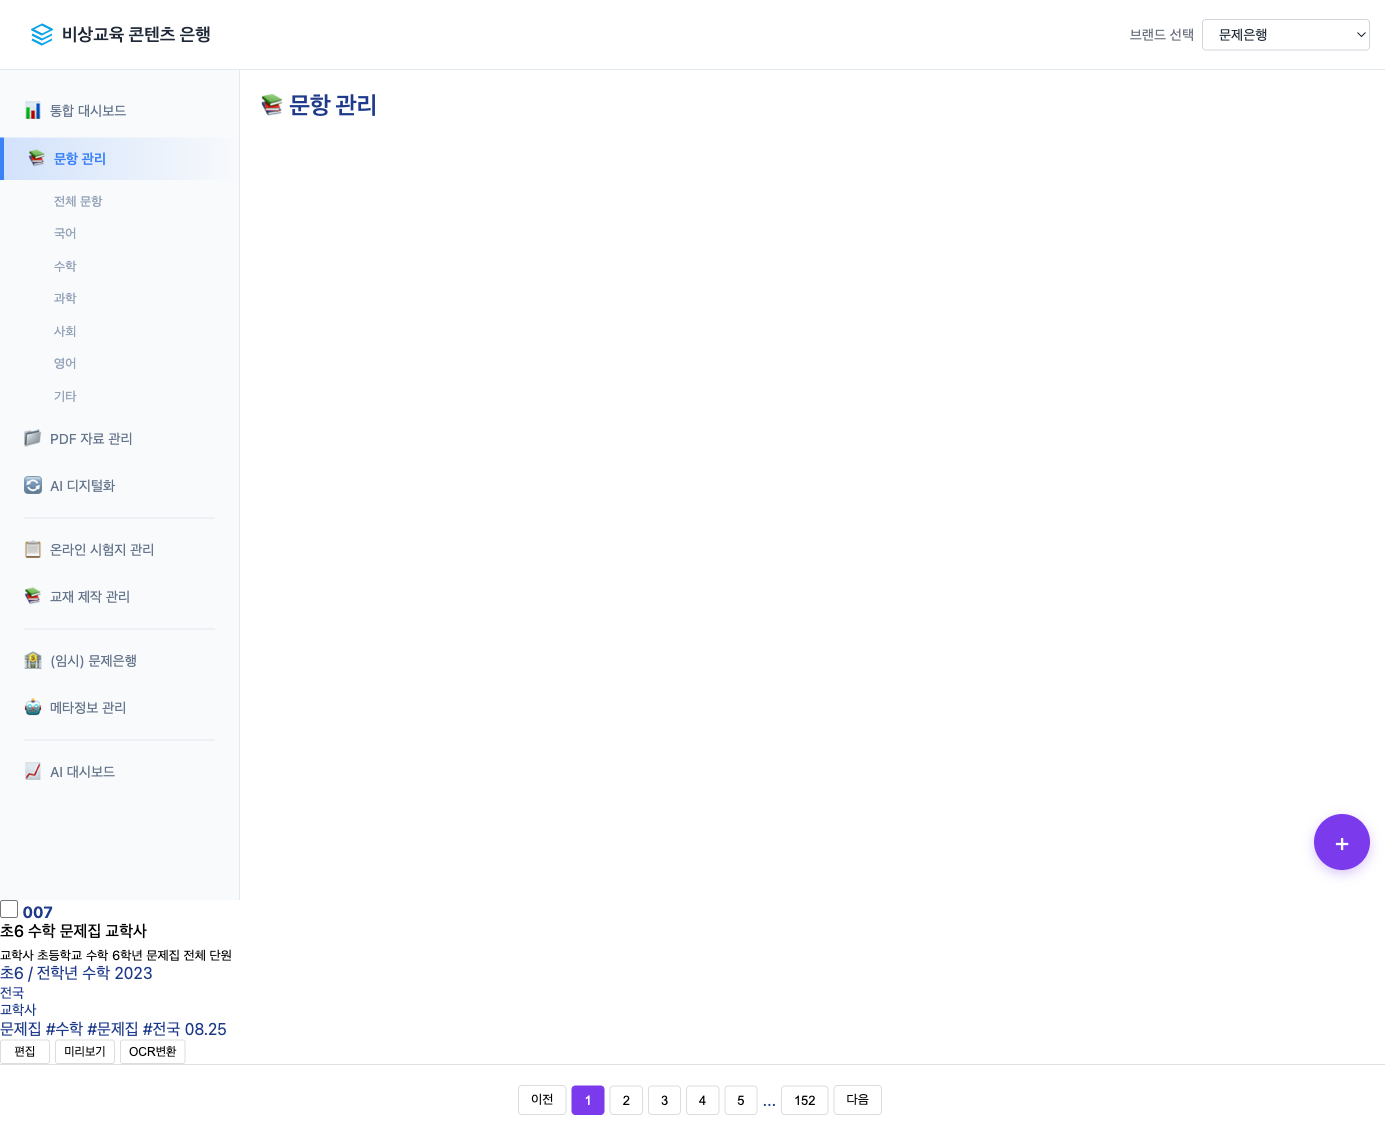 비상교육 콘텐츠 은행
브랜드 선택 문제은행
통합 대시보드
문항 관리
전체 문항
국어
수학
과학
사회
영어
기타
PDF 자료 관리
AI 디지털화
온라인 시험지 관리
교재 제작 관리
(임시) 문제은행
메타정보 관리
AI 대시보드
문항 관리
+
007
초6 수학 문제집 교학사
교학사 초등학교 수학 6학년 문제집 전체 단원
초6 / 전학년 수학 2023
전국
교학사
문제집 #수학 #문제집 #전국 08.25
편집 미리보기 OCR변환
이전 1 2 3 4 5 ... 152 다음